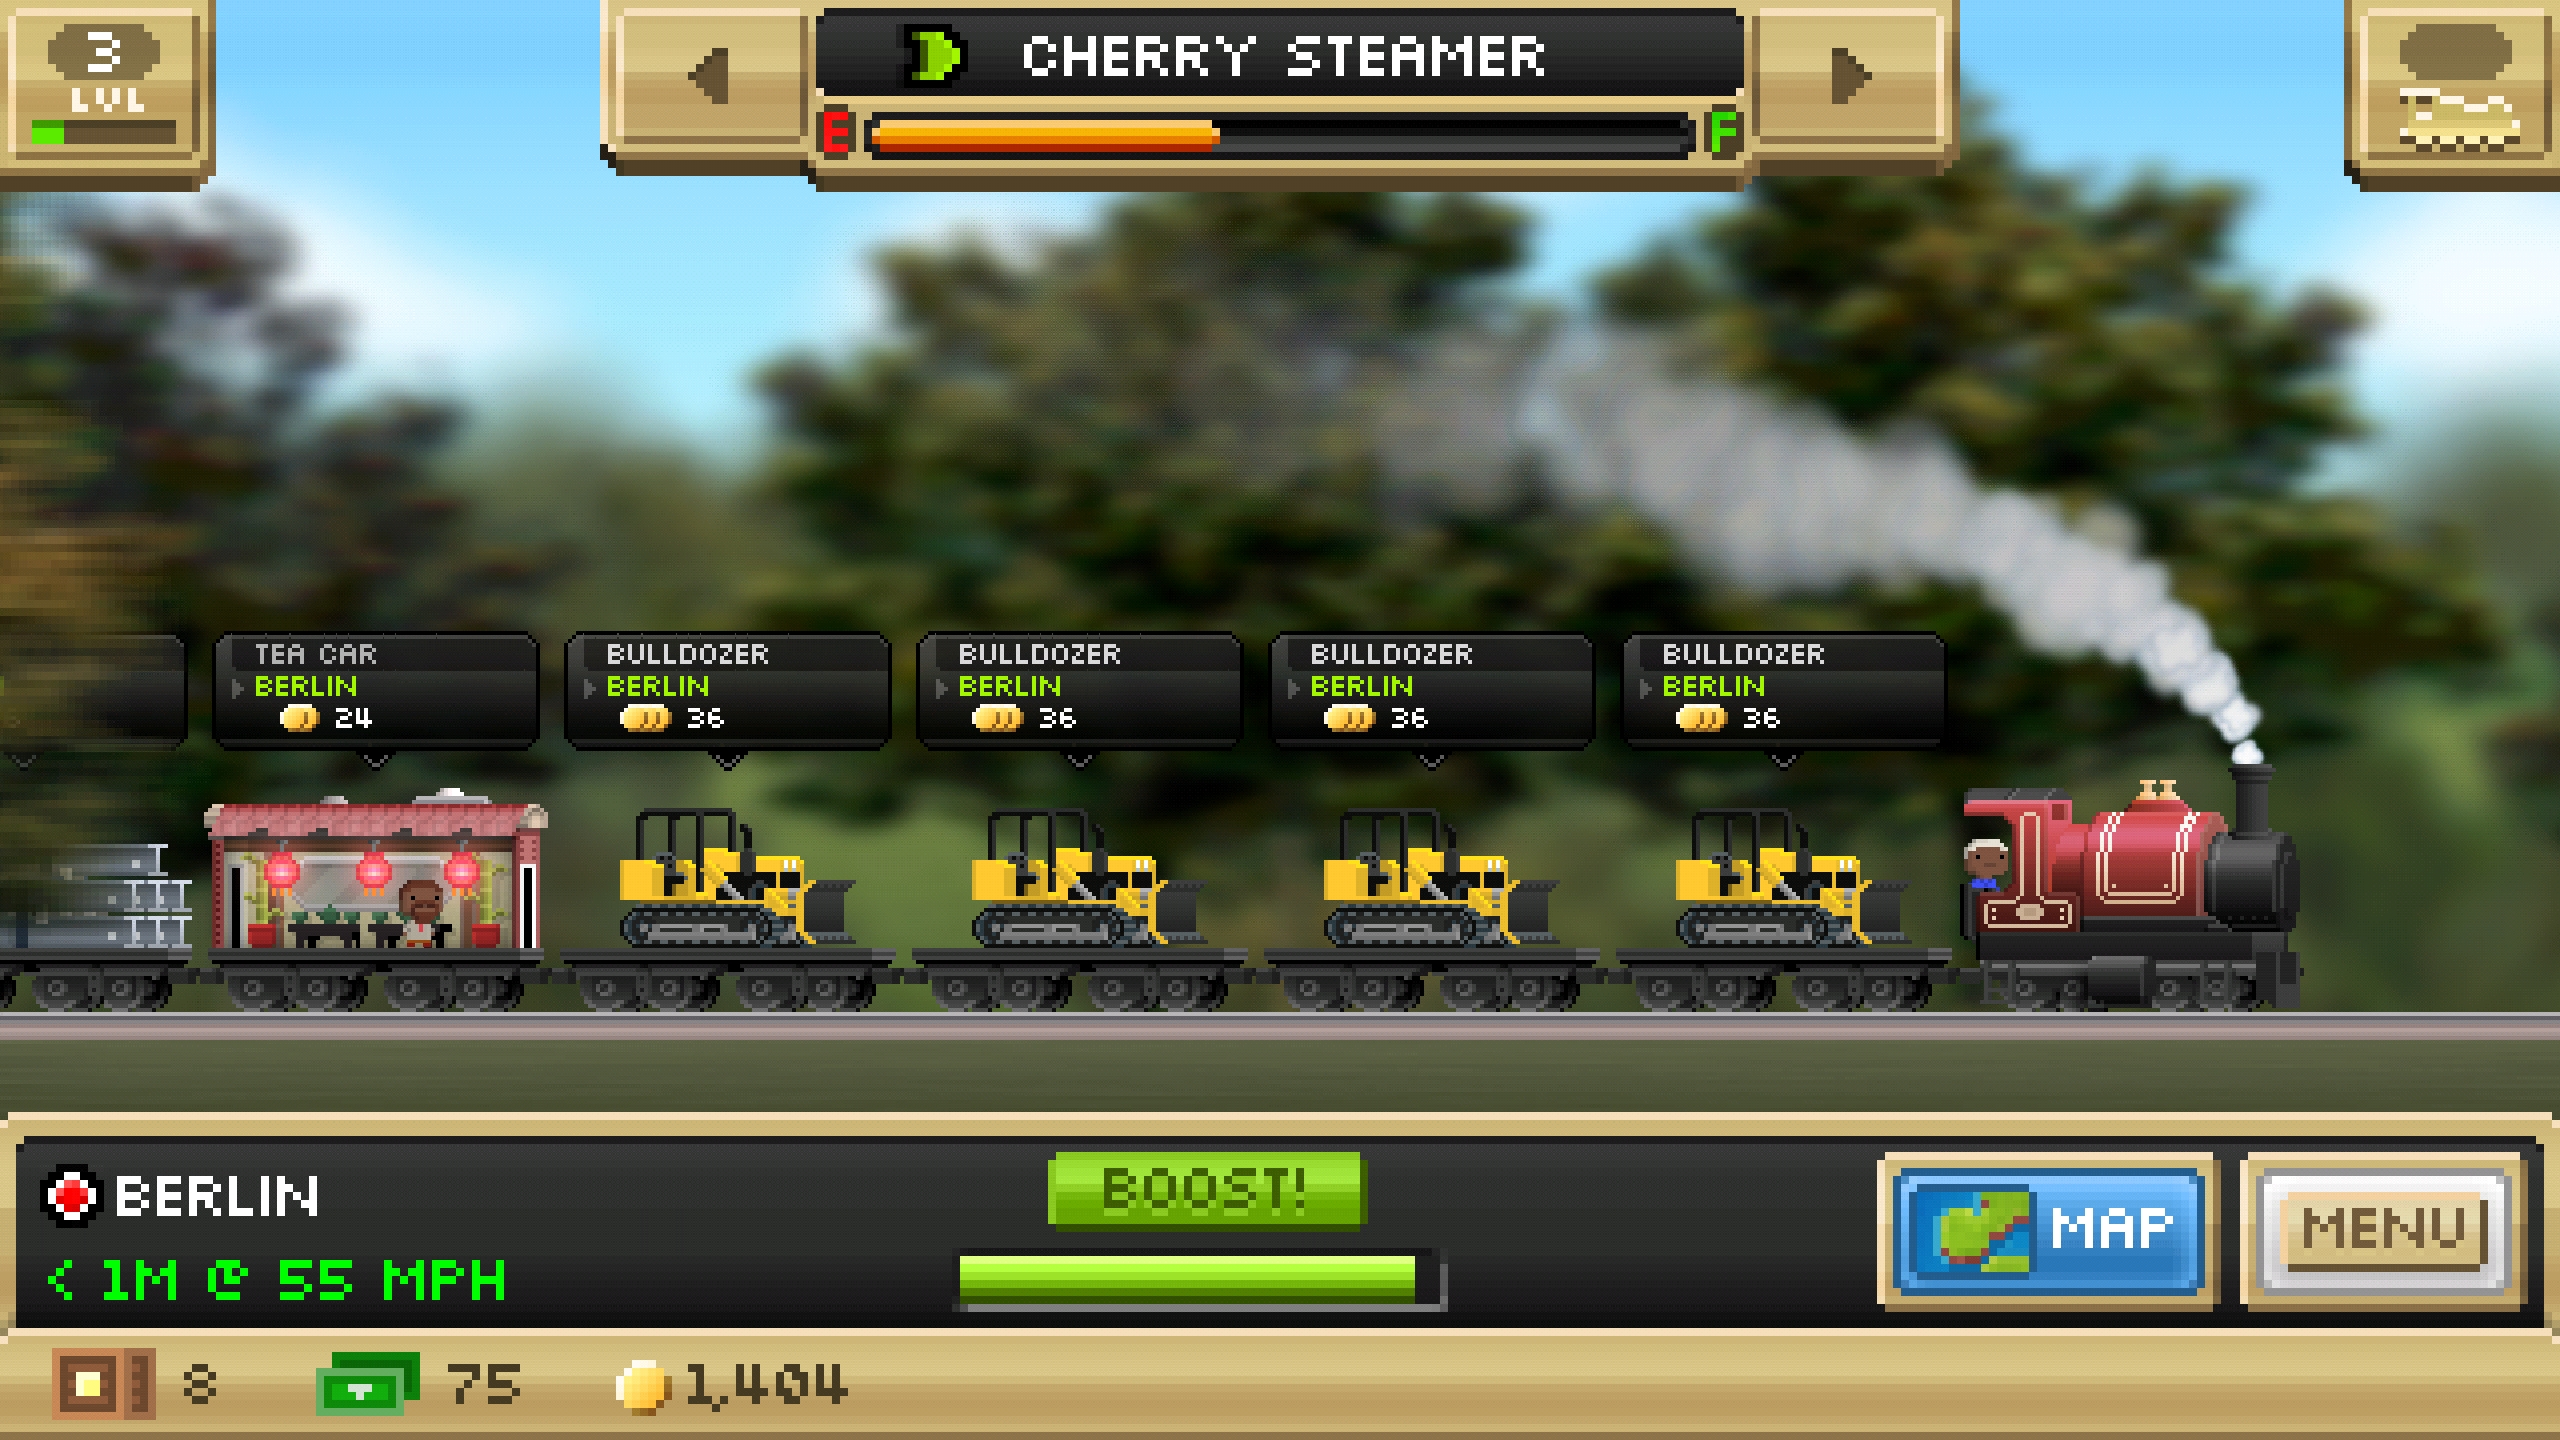 3
LVL
CHERRY STEAMER
E F
TEA CAR
BERLIN
24
BULLDOZER
BERLIN
36
BULLDOZER
BERLIN
36
BULLDOZER
BERLIN
36
BULLDOZER
BERLIN
36
BERLIN
< 1M @ 55 MPH
BOOST!
MAP
MENU
8
75
1,404